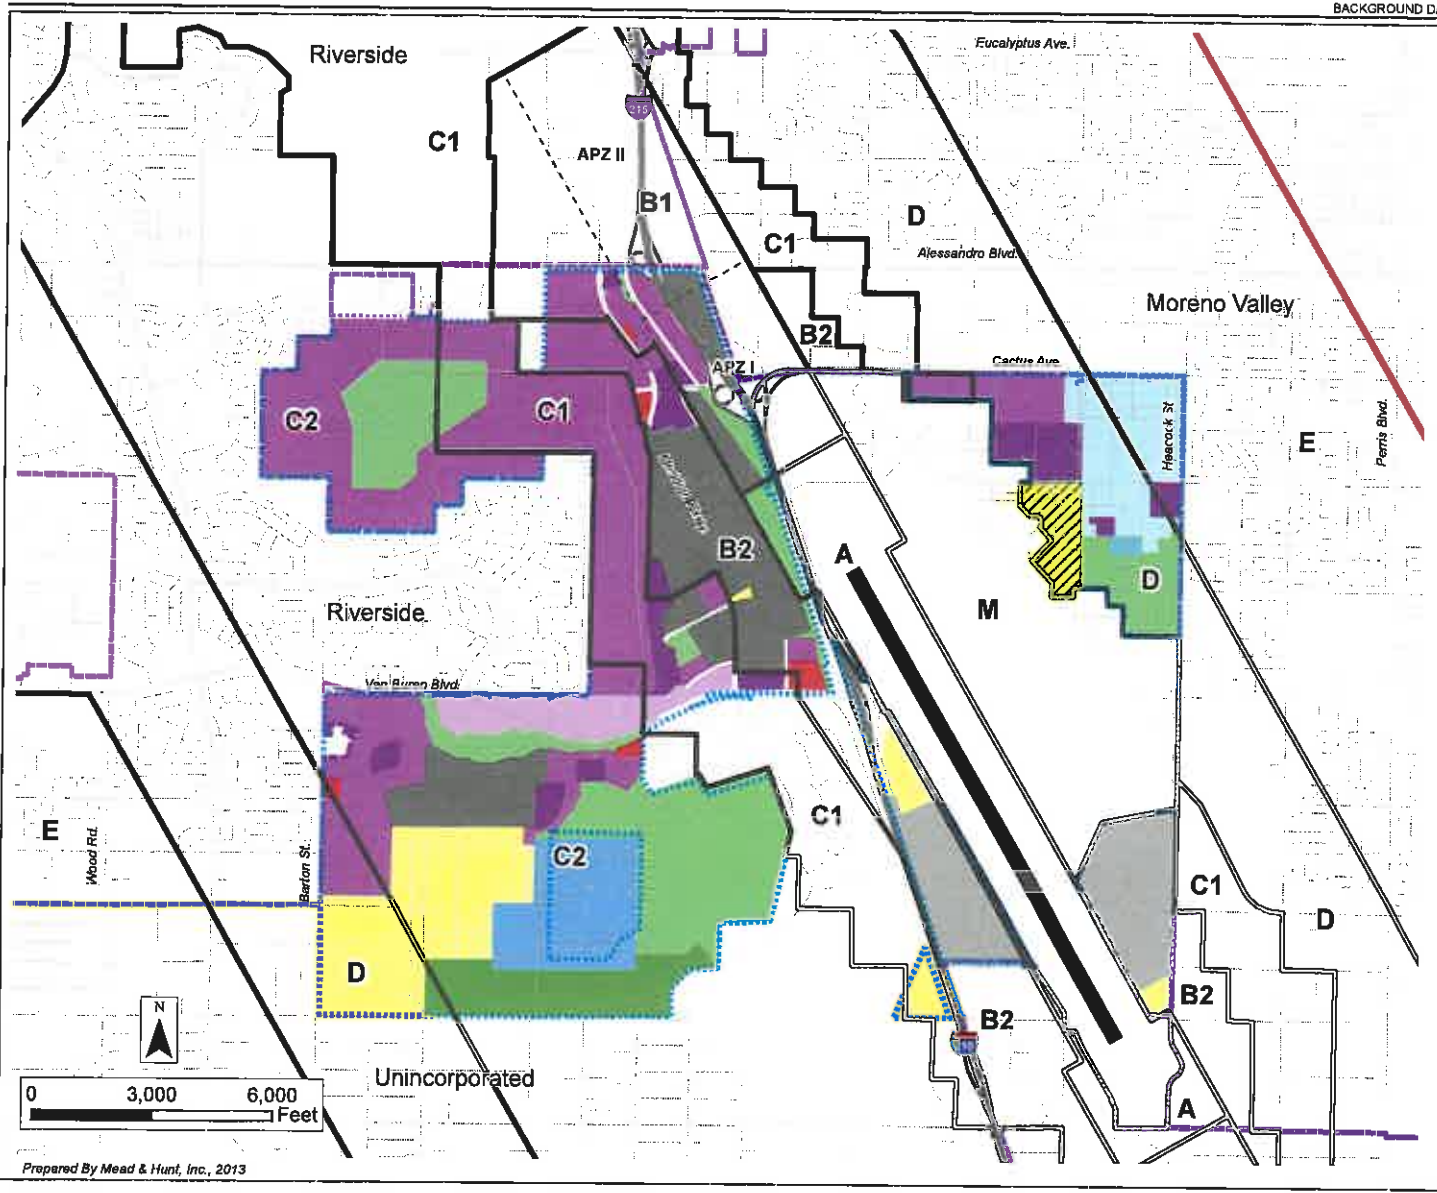 BACKGROUND D
Eucalyptus Ave.
Riverside
215
C1
APZ II
B1
D
C1
Alessandro Blvd.
Moreno Valley
B2
Cactus Ave
APZ I
C2
C1
Heacock St
Perris Blvd.
E
B2
A
D
M
Riverside
Van Buren Blvd.
C1
E
Wood Rd.
Barton St.
C2
C1
D
D
B2
B2
N
Unincorporated
0 3,000 6,000
Feet
A
Prepared By Mead & Hunt, Inc., 2013